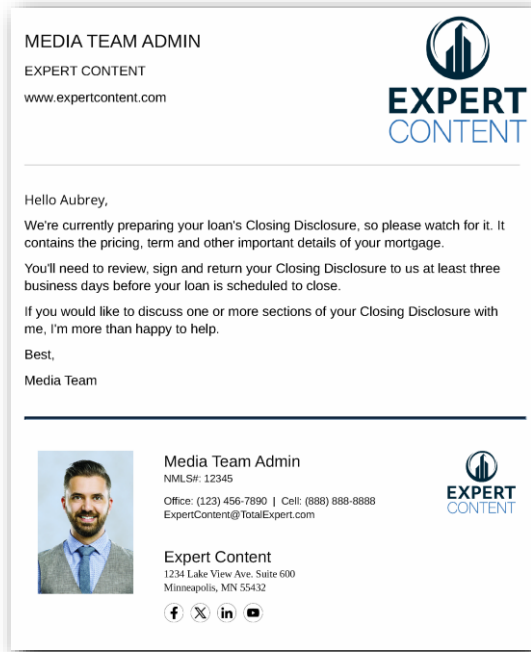 MEDIA TEAM ADMIN
EXPERT CONTENT
www.expertcontent.com
EXPERT
CONTENT
Hello Aubrey,
We're currently preparing your loan's Closing Disclosure, so please watch for it. It
contains the pricing, term and other important details of your mortgage.
You'll need to review, sign and return your Closing Disclosure to us at least three
business days before your loan is scheduled to close.
If you would like to discuss one or more sections of your Closing Disclosure with
me, I'm more than happy to help.
Best,
Media Team
Media Team Admin
NMLS#: 12345
Office: (123) 456-7890 | Cell: (888) 888-8888
ExpertContent@TotalExpert.com
EXPERT
CONTENT
Expert Content
1234 Lake View Ave. Suite 600
Minneapolis, MN 55432